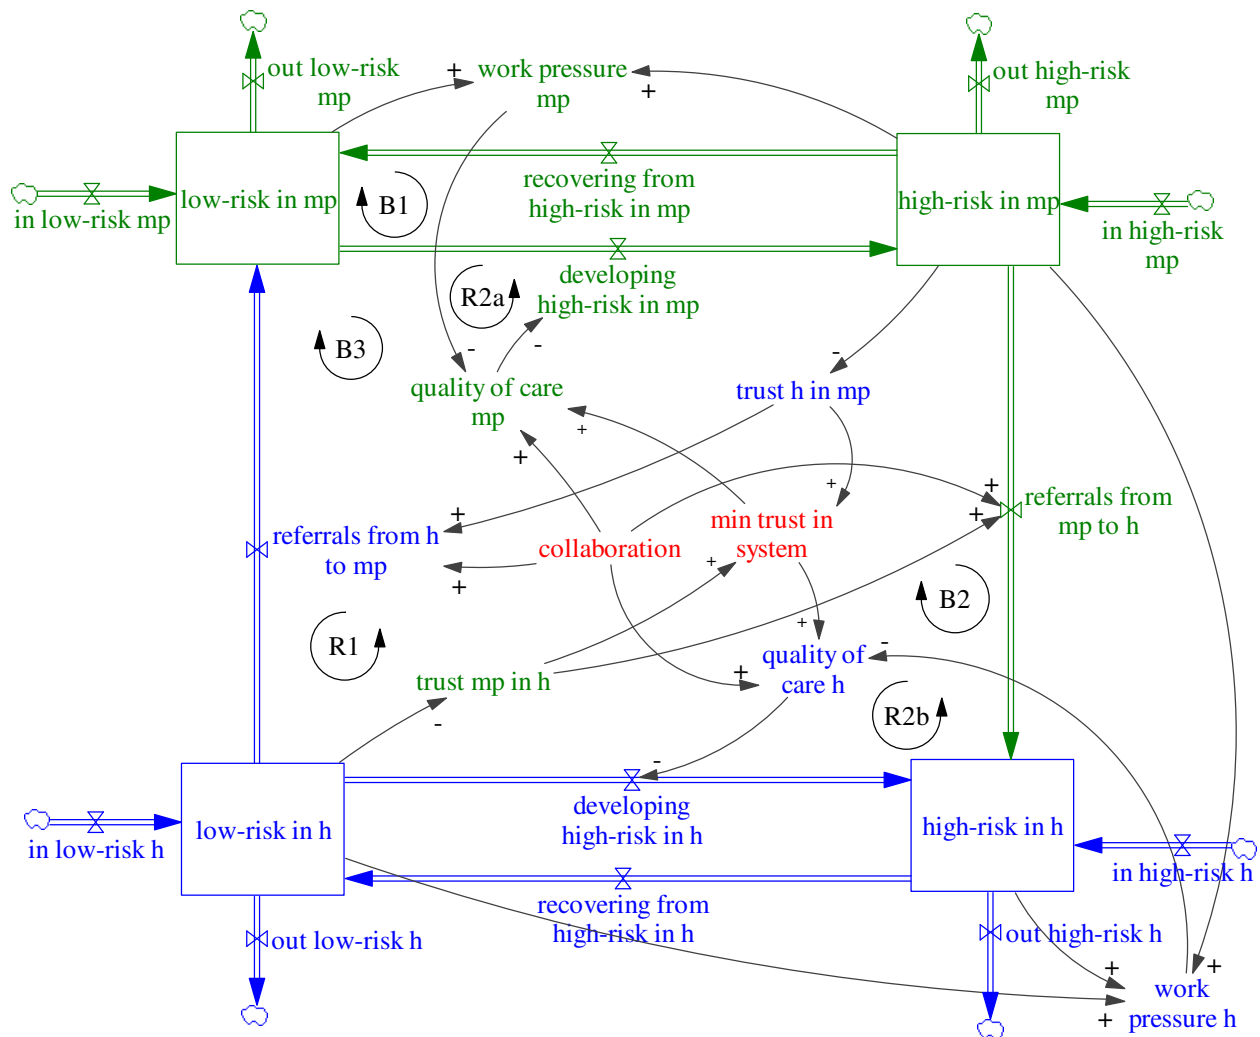 out low-risk
mp
+
work pressure
mp
+
out high-risk
mp
in low-risk mp
low-risk in mp
B1
recovering from
high-risk in mp
high-risk in mp
in high-risk
mp
developing
high-risk in mp
R2a
B3
-
-
-
quality of care
mp
trust h in mp
+
+
+
+
referrals from h
to mp
+
+
collaboration
min trust in
system
+
+
+
referrals from
mp to h
R1
B2
+
-
trust mp in h
-
quality of
care h
+
R2b
-
in low-risk h
low-risk in h
developing
high-risk in h
high-risk in h
in high-risk h
recovering from
high-risk in h
out low-risk h
out high-risk h
+
+
+
work
pressure h